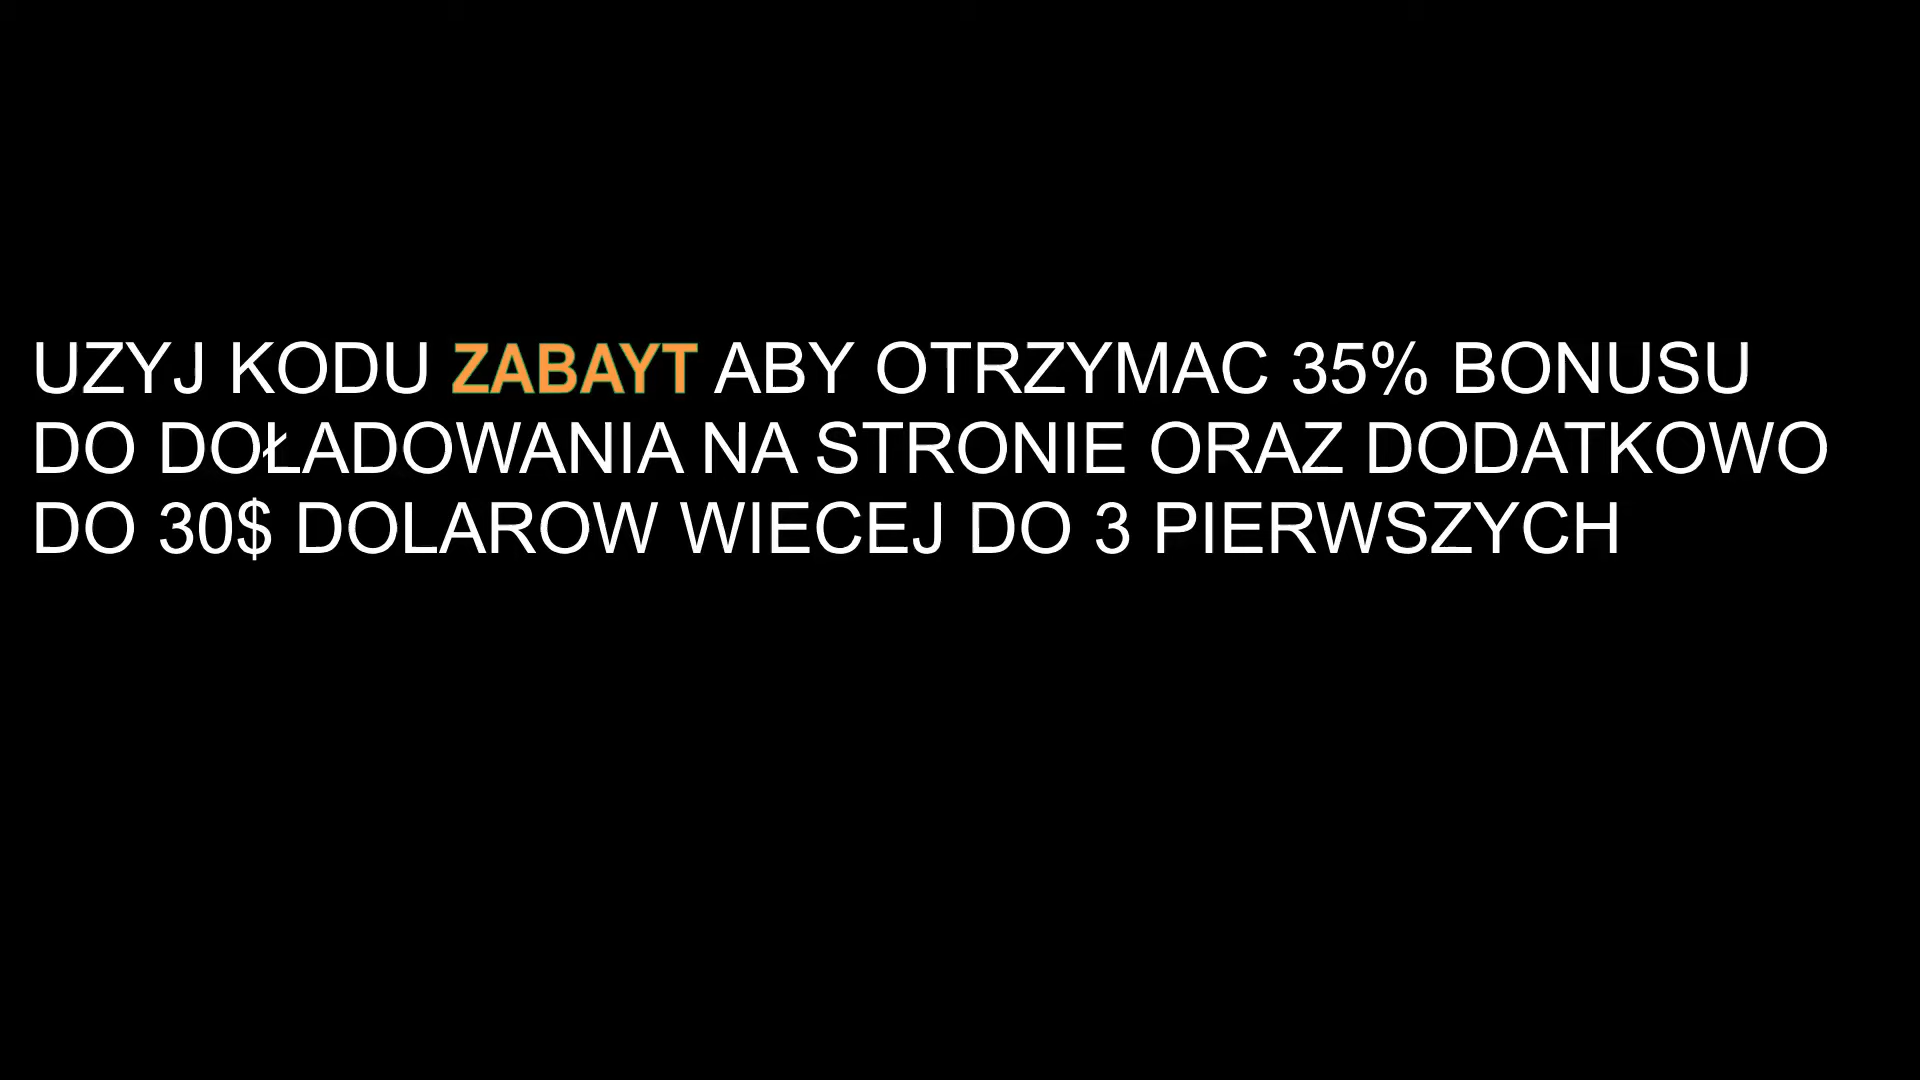 UZYJ KODU ZABAYT ABY OTRZYMAC 35% BONUSU
DO DOŁADOWANIA NA STRONIE ORAZ DODATKOWO
DO 30$ DOLAROW WIECEJ DO 3 PIERWSZYCH